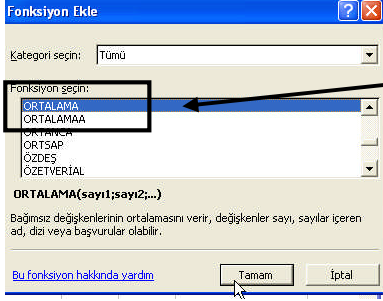 Fonksiyon Ekle
Kategori seçin: Tümü
Fonksiyon seçin:
ORTALAMA
ORTALAMAA
ORTANCA
ORTSAP
ÖZDEŞ
ÖZETVERİAL
ORTALAMA(sayı1;sayı2;...)
Bağımsız değişkenlerinin ortalamasını verir, değişkenler sayı, sayılar içeren
ad, dizi veya başvurular olabilir.
Bu fonksiyon hakkında yardım
Tamam
İptal